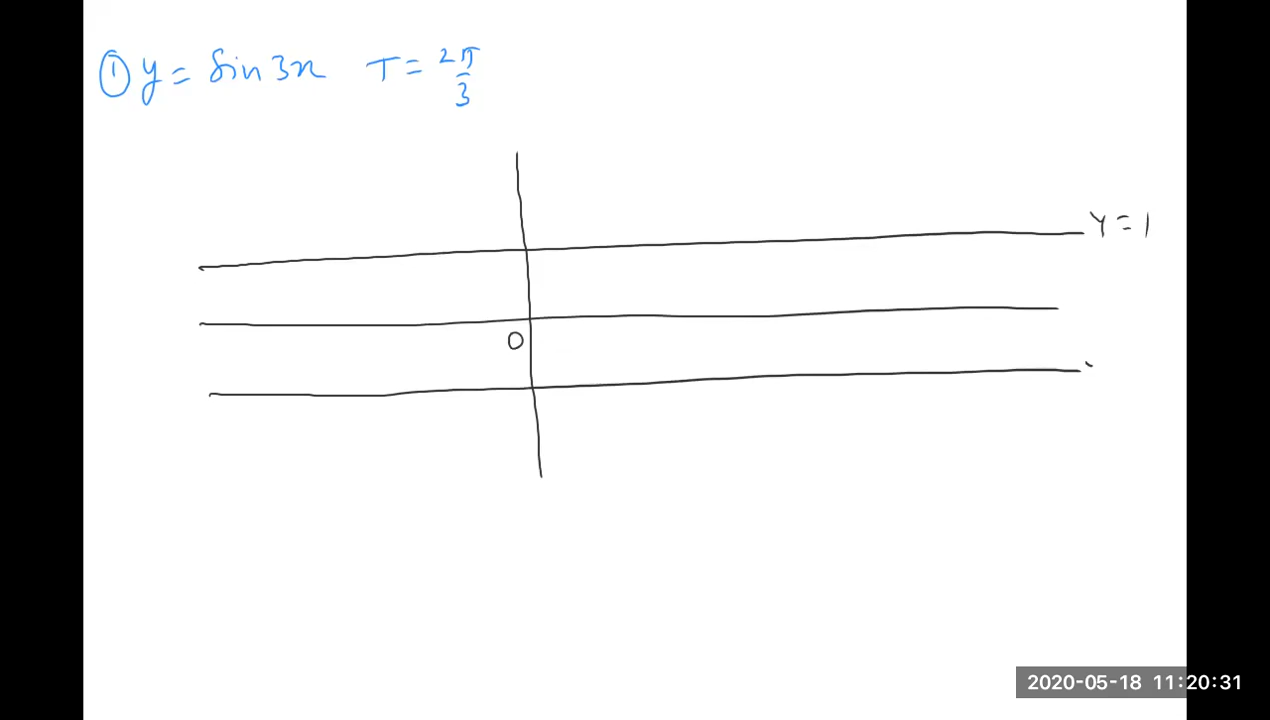 ① y = sin 3x T = 2π/3
Y = 1
0
2020-05-18 11:20:31